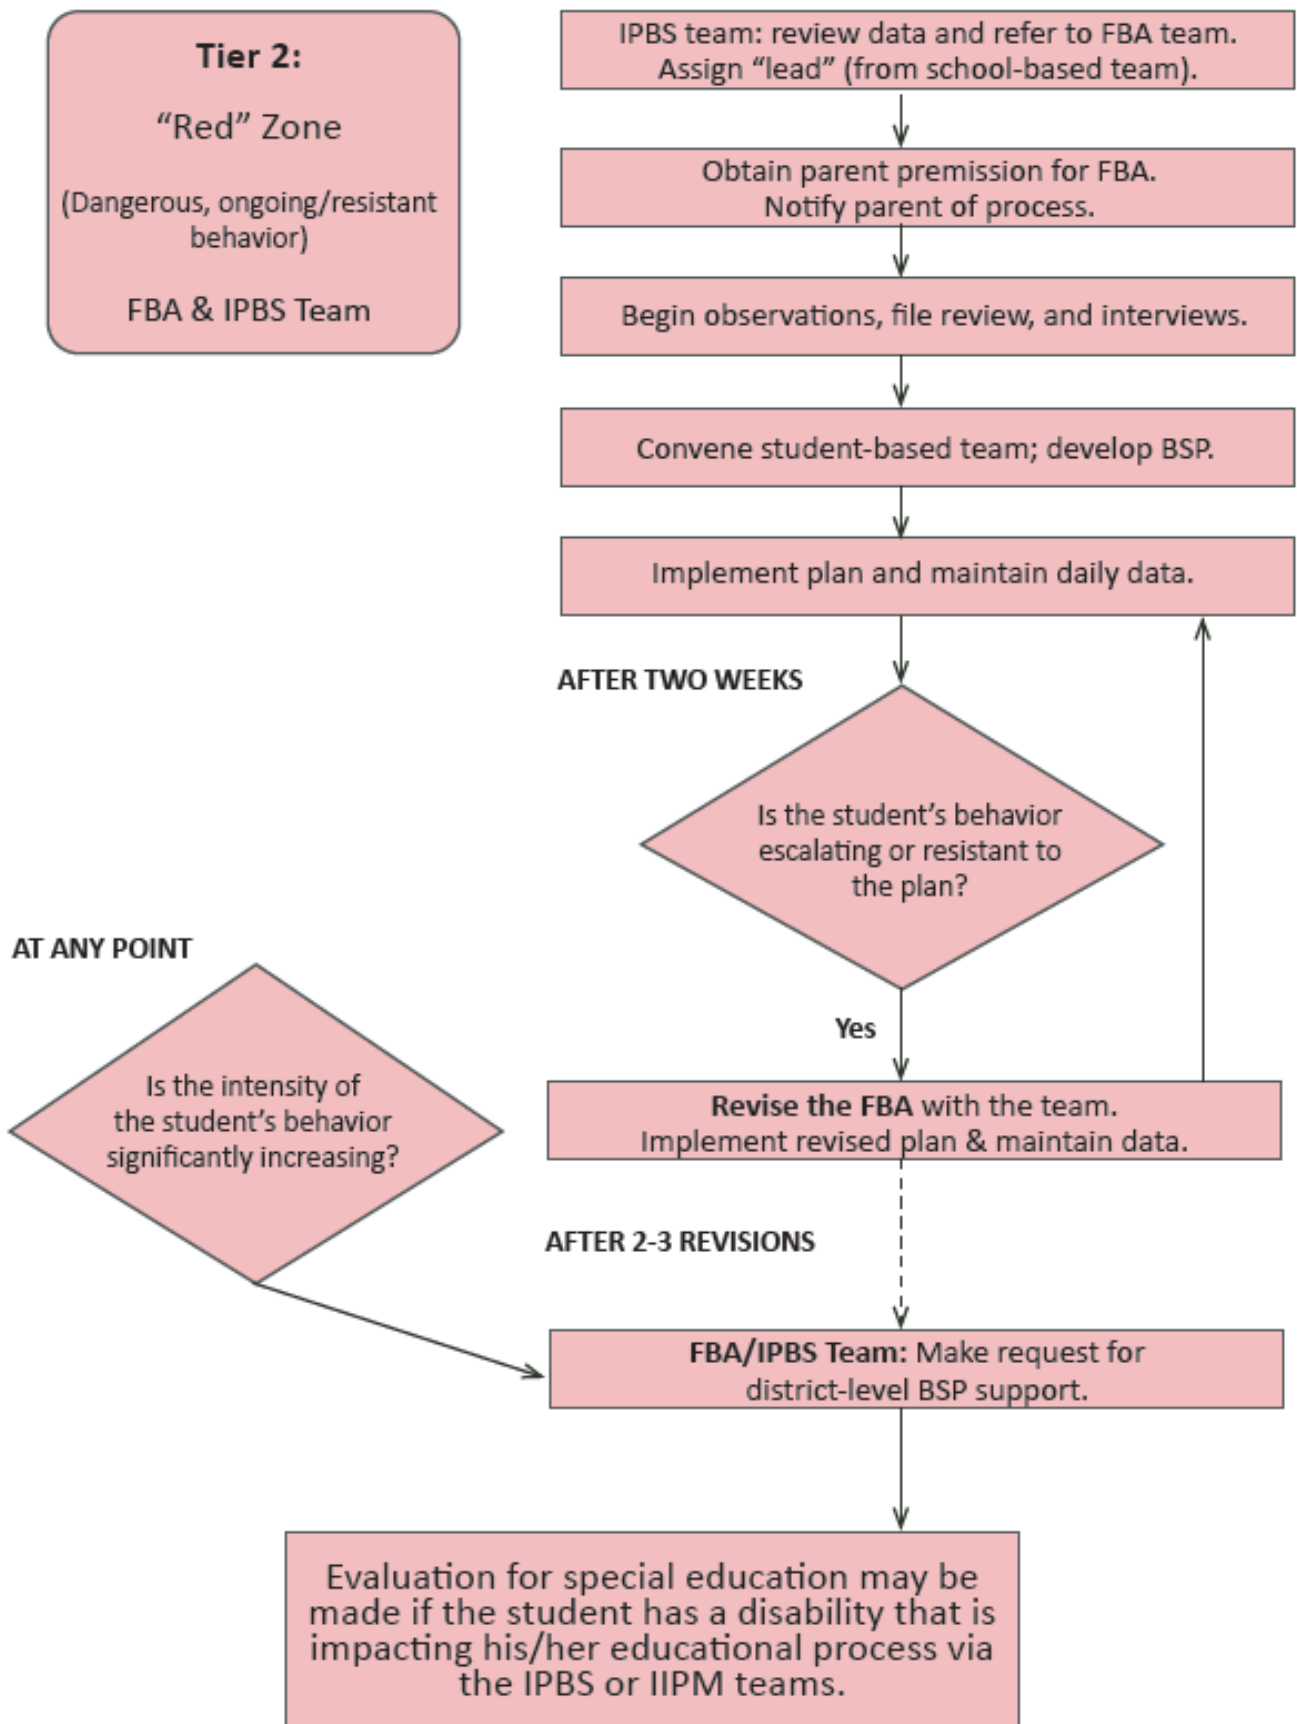 Tier 2:
“Red” Zone
(Dangerous, ongoing/resistant
behavior)
FBA & IPBS Team
IPBS team: review data and refer to FBA team.
Assign “lead” (from school-based team).
Obtain parent premission for FBA.
Notify parent of process.
Begin observations, file review, and interviews.
Convene student-based team; develop BSP.
Implement plan and maintain daily data.
AFTER TWO WEEKS
Is the student’s behavior
escalating or resistant to
the plan?
AT ANY POINT
Is the intensity of
the student’s behavior
significantly increasing?
Yes
Revise the FBA with the team.
Implement revised plan & maintain data.
AFTER 2-3 REVISIONS
FBA/IPBS Team: Make request for
district-level BSP support.
Evaluation for special education may be
made if the student has a disability that is
impacting his/her educational process via
the IPBS or IIPM teams.